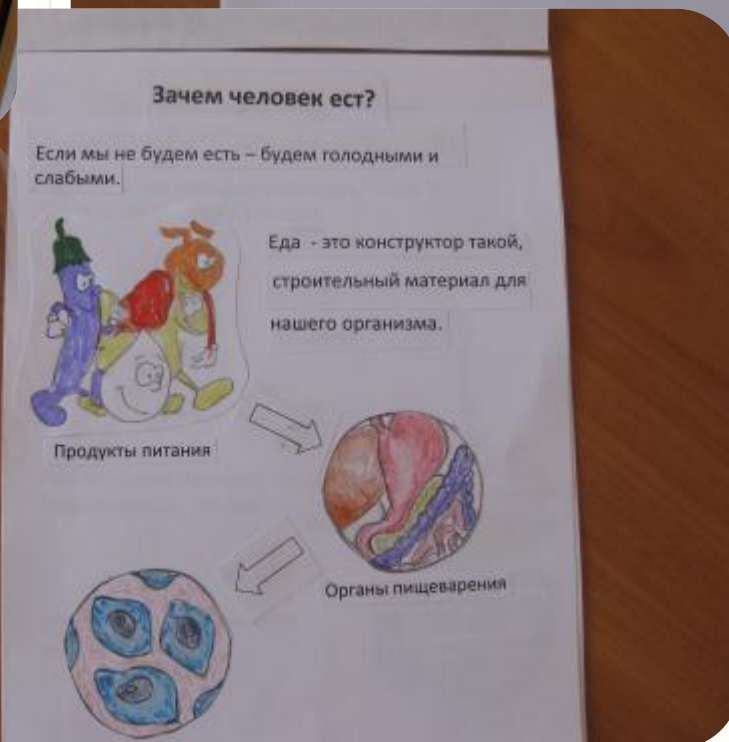 Зачем человек ест?
Если мы не будем есть – будем голодными и
слабыми.
Еда - это конструктор такой,
строительный материал для
нашего организма.
Продукты питания
Органы пищеварения